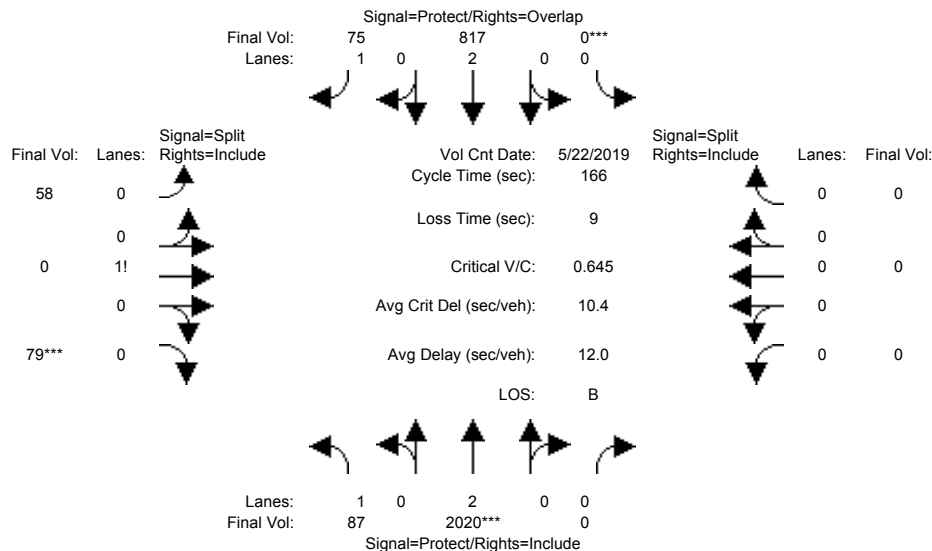 Signal=Protect/Rights=Overlap
Final Vol: 75 817 0***
Lanes: 1 0 2 0 0
Signal=Split Signal=Split
Final Vol: Lanes: Rights=Include Vol Cnt Date: 5/22/2019 Rights=Include Lanes: Final Vol:
Cycle Time (sec): 166
58 0 0 0
Loss Time (sec): 9
0 0
0 1! Critical V/C: 0.645 0 0
0 Avg Crit Del (sec/veh): 10.4 0
79*** 0 Avg Delay (sec/veh): 12.0 0 0
LOS: B
Lanes: 1 0 2 0 0
Final Vol: 87 2020*** 0
Signal=Protect/Rights=Include